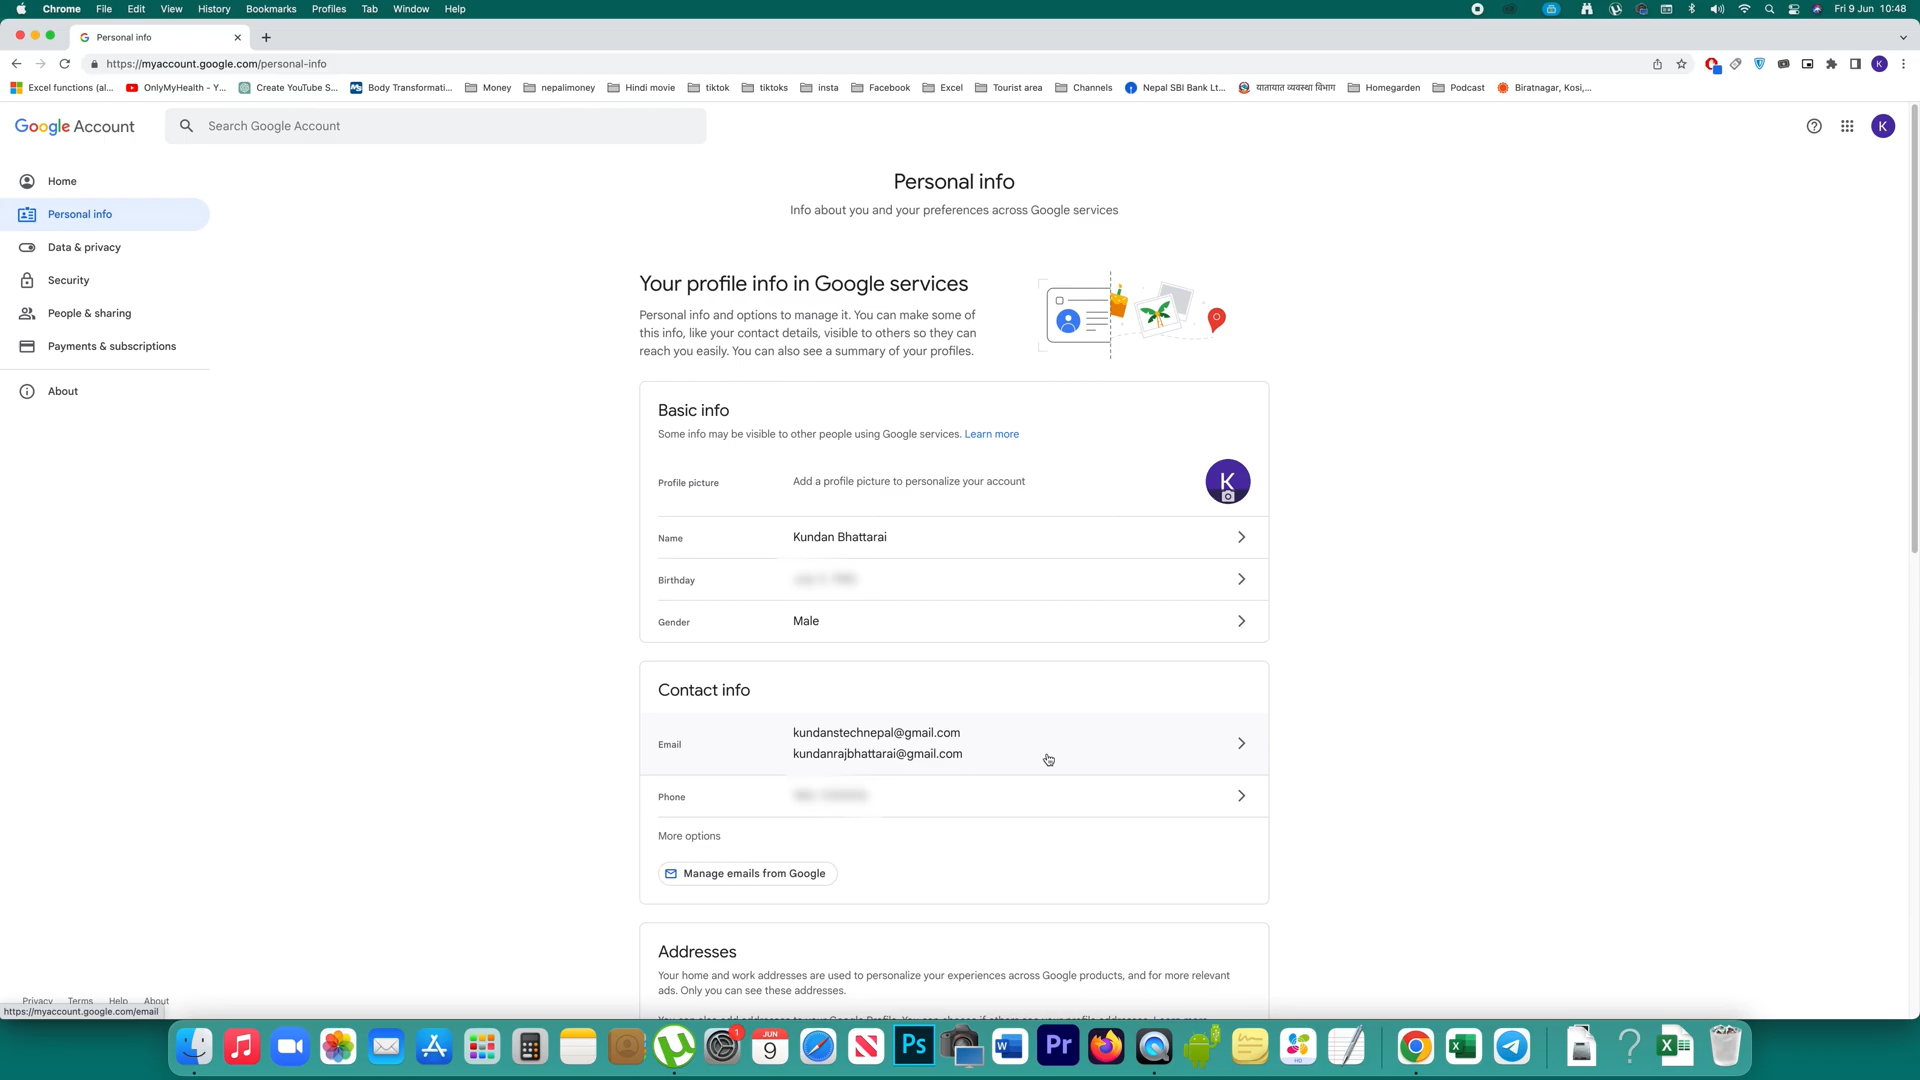 Chrome File Edit View History Bookmarks Profiles Tab Window Help Fri 9 Jun 10:48
Personal info
https://myaccount.google.com/personal-info K
Excel functions (al... OnlyMyHealth - Y... Create YouTube S... Body Transformati... Money nepalimoney Hindi movie tiktok tiktoks insta Facebook Excel Tourist area Channels Nepal SBI Bank Lt... यातायात व्यवस्था विभाग Homegarden Podcast Biratnagar, Kosi,...
Google Account Search Google Account K
Home
Personal info
Data & privacy
Security
People & sharing
Payments & subscriptions
About
Personal info
Info about you and your preferences across Google services
Your profile info in Google services
Personal info and options to manage it. You can make some of
this info, like your contact details, visible to others so they can
reach you easily. You can also see a summary of your profiles.
Basic info
Some info may be visible to other people using Google services. Learn more
Profile picture Add a profile picture to personalize your account K
Name Kundan Bhattarai
Birthday
Gender Male
Contact info
Email kundanstechnepal@gmail.com
kundanrajbhattarai@gmail.com
Phone
More options
Manage emails from Google
Addresses
Your home and work addresses are used to personalize your experiences across Google products, and for more relevant
ads. Only you can see these addresses.
Privacy Terms Help About
https://myaccount.google.com/email
1
JUN
9
Ps
W
Pr